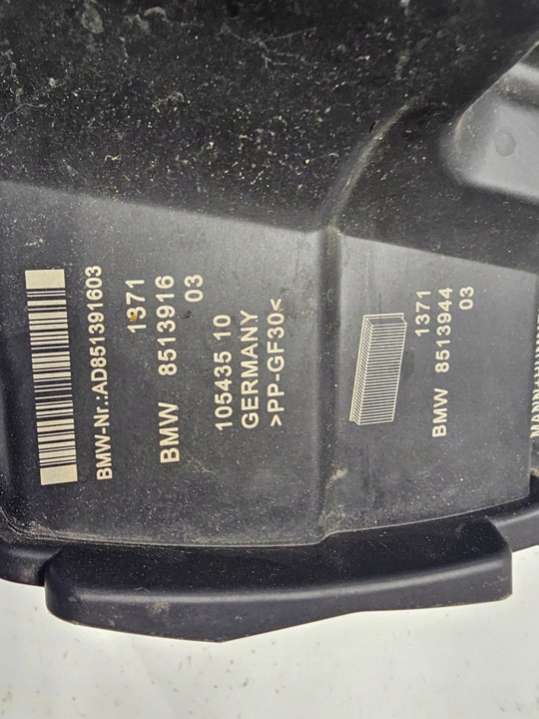 BMW-Nr.:AD851391603
1371
BMW 8513916
03
105435 10
GERMANY
>PP-GF30<
1371
BMW 8513944
03